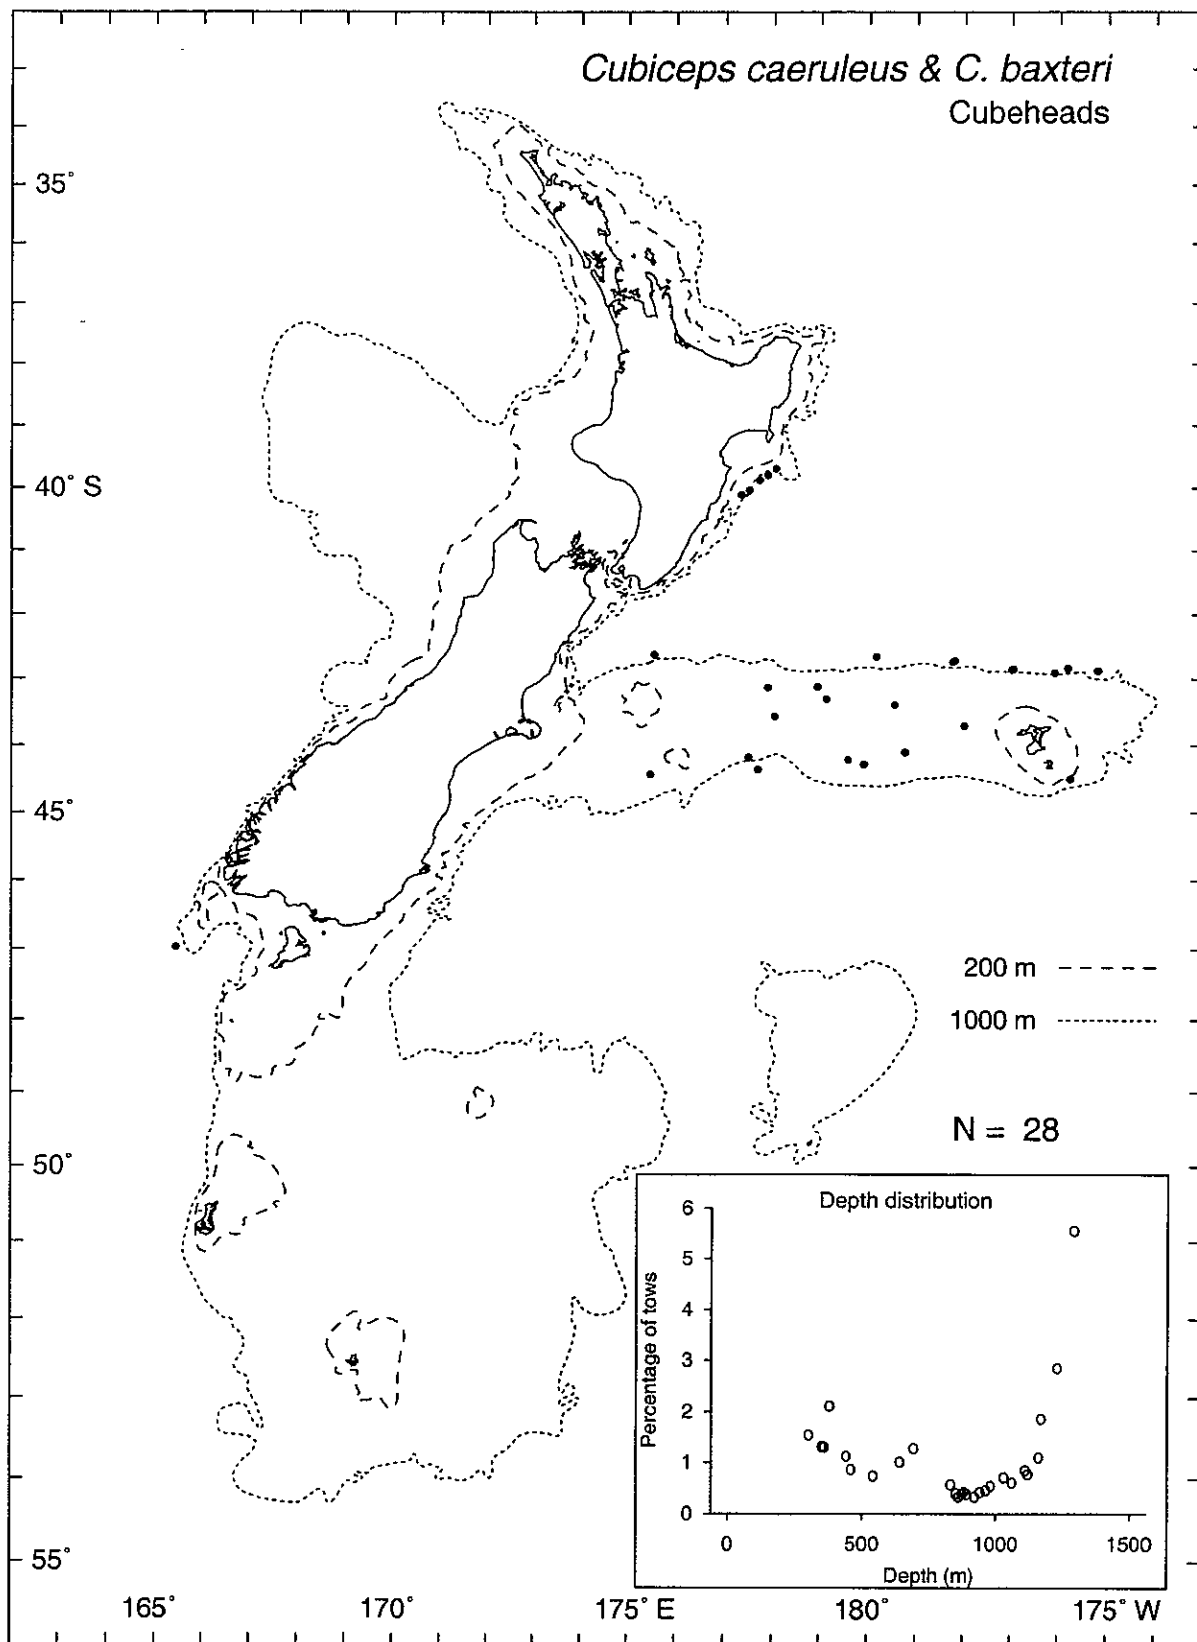 Cubiceps caeruleus & C. baxteri
Cubeheads
35°
40° S
45°
50°
55°
200 m
1000 m
N = 28
Depth distribution
6
5
4
3
2
1
0
Percentage of tows
0 500 1000 1500
Depth (m)
165° 170° 175° E 180° 175° W